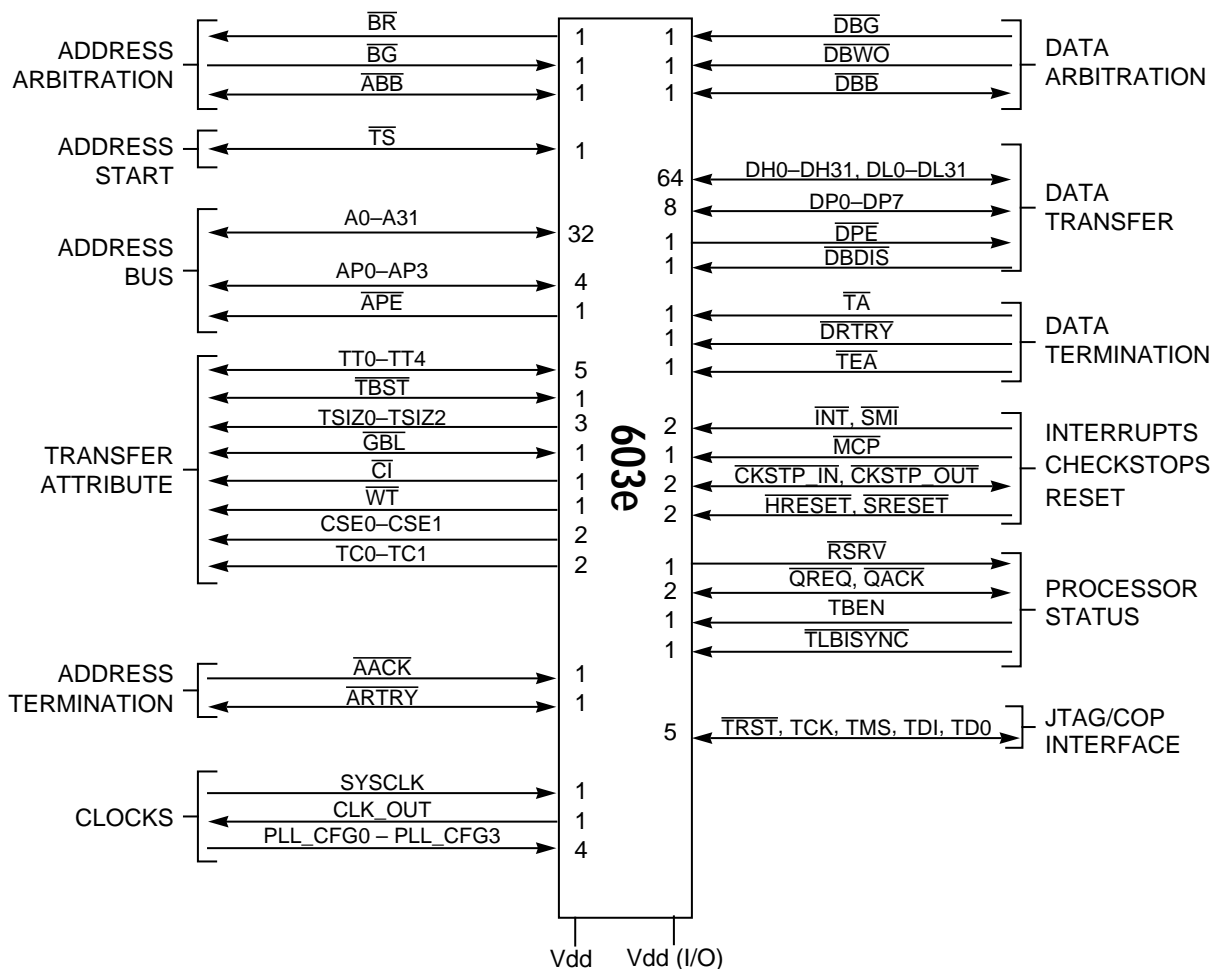 ADDRESS
ARBITRATION
BR
1
BG
1
ABB
1
ADDRESS
START
TS
1
ADDRESS
BUS
A0–A31
32
AP0–AP3
4
APE
1
TRANSFER
ATTRIBUTE
TT0–TT4
5
TBST
1
TSIZ0–TSIZ2
3
GBL
1
CI
1
WT
1
CSE0–CSE1
2
TC0–TC1
2
ADDRESS
TERMINATION
AACK
1
ARTRY
1
CLOCKS
SYSCLK
1
CLK_OUT
1
PLL_CFG0 – PLL_CFG3
4
603e
1
DBG
1
DBWO
1
DBB
DATA
ARBITRATION
64
DH0–DH31, DL0–DL31
8
DP0–DP7
1
DPE
1
DBDIS
DATA
TRANSFER
1
TA
1
DRTRY
1
TEA
DATA
TERMINATION
2
INT, SMI
1
MCP
2
CKSTP_IN, CKSTP_OUT
2
HRESET, SRESET
INTERRUPTS
CHECKSTOPS
RESET
1
RSRV
2
QREQ, QACK
1
TBEN
1
TLBISYNC
PROCESSOR
STATUS
5
TRST, TCK, TMS, TDI, TD0
JTAG/COP
INTERFACE
Vdd
Vdd (I/O)